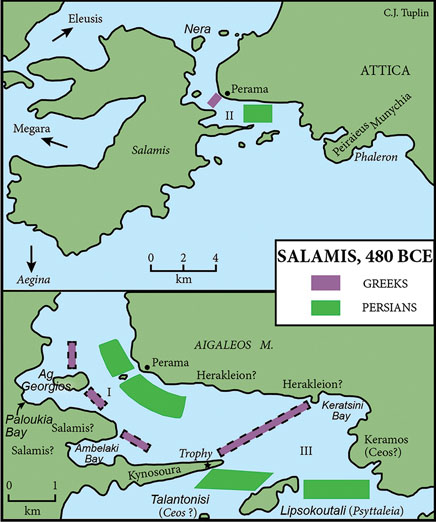 C.J. Tuplin
Eleusis
Nera
ATTICA
Perama
II
Megara
Salamis
Peiraieus
Munychia
Phaleron
Aegina
0 2 4
km
SALAMIS, 480 BCE
GREEKS
PERSIANS
AIGALEOS M.
Perama
Herakleion?
Herakleion?
Ag.
Georgios
I
Keratsini
Bay
Paloukia
Bay
Salamis?
Salamis?
Ambelaki
Bay
Trophy
III
Keramos
(Ceos?)
Kynosoura
0 1
km
Talantonisi
(Ceos ?)
Lipsokoutali (Psyttaleia)